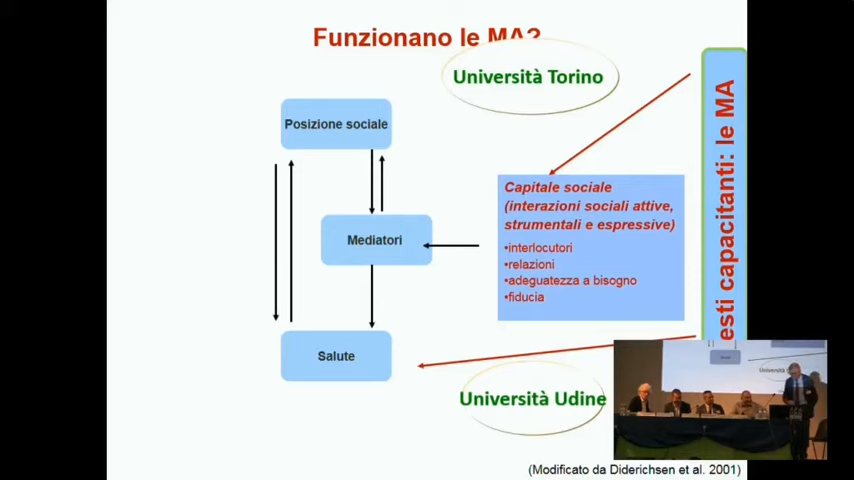 Funzionano le MA?
Università Torino
Posizione sociale
Capitale sociale
(interazioni sociali attive,
strumentali e espressive)
•interlocutori
•relazioni
•adeguatezza a bisogno
•fiducia
Mediatori
Salute
Università Udine
esti capacitanti: le MA
(Modificato da Diderichsen et al. 2001)